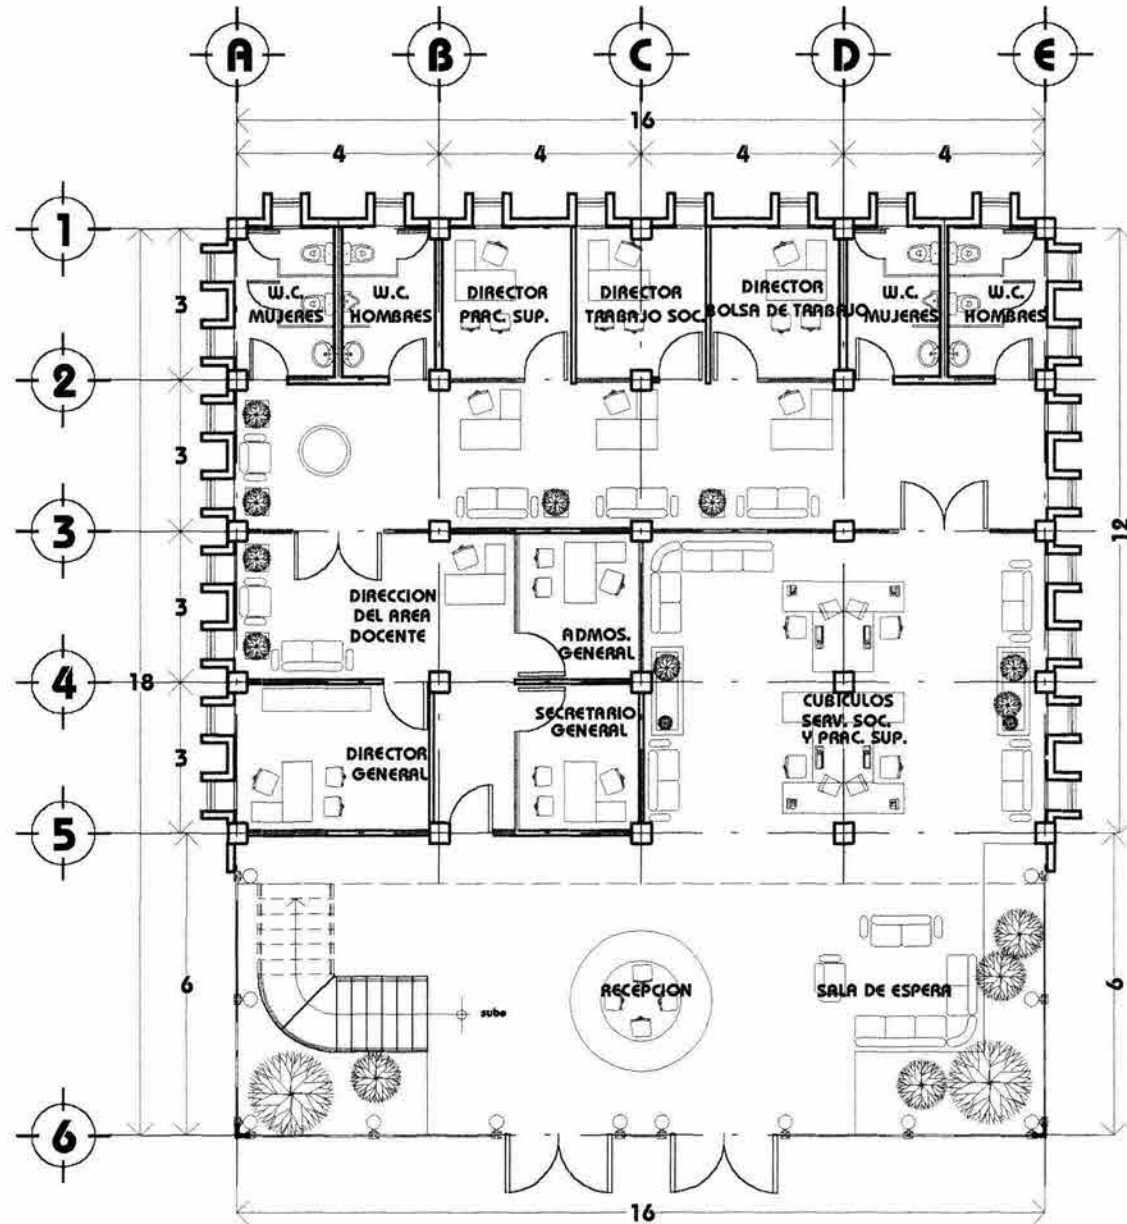 A B C D E
16
4 4 4 4
1
3
W.C.
MUJERES
W.C.
HOMBRES
DIRECTOR
PRAC. SUP.
DIRECTOR
TRABAJO SOC.
DIRECTOR
BOLSA DE TRABAJO
W.C.
MUJERES
W.C.
HOMBRES
2
3
3
12
3
DIRECCION
DEL AREA
DOCENTE
ADMOS.
GENERAL
4
18
3
DIRECTOR
GENERAL
SECRETARIO
GENERAL
CUBICULOS
SERV. SOC.
Y PRAC. SUP.
5
6
sube
RECEPCION
SALA DE ESPERA
6
6
16